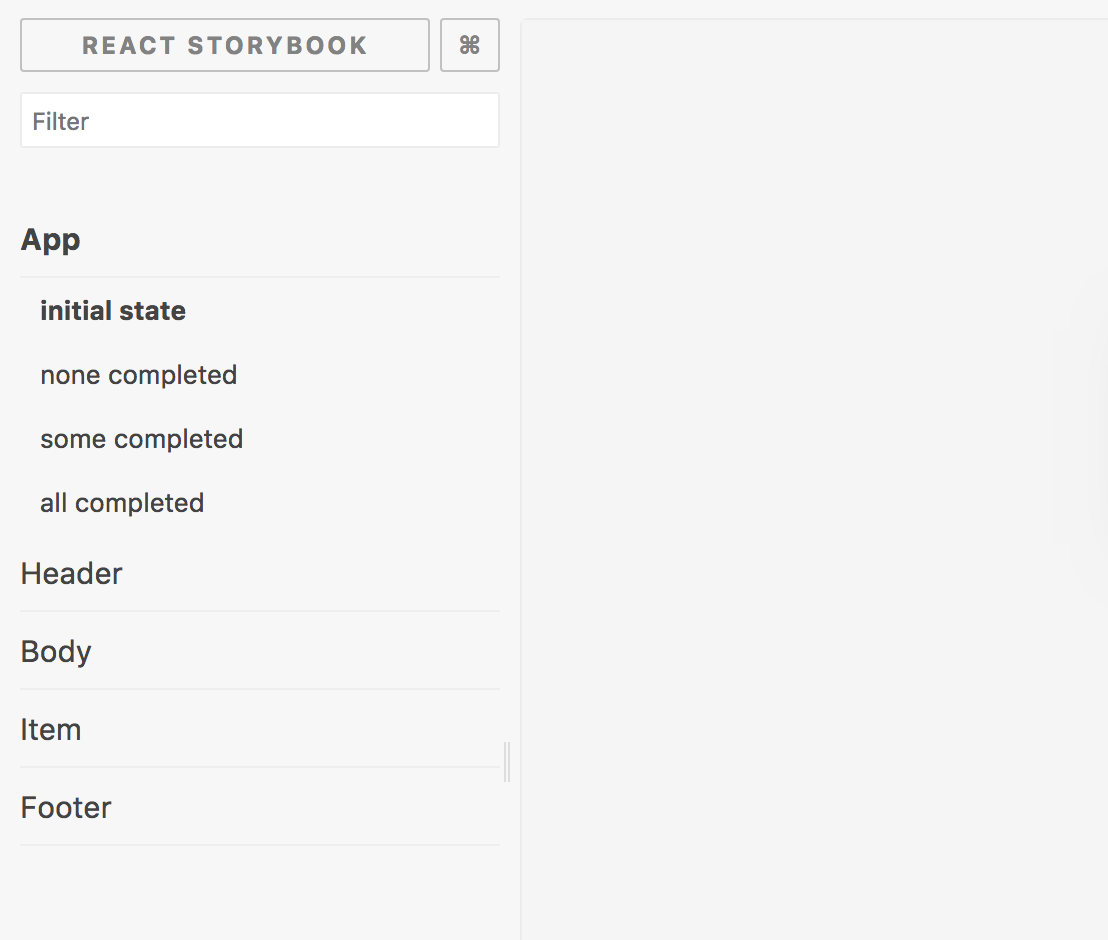 REACT STORYBOOK ⌘
Filter
App
initial state
none completed
some completed
all completed
Header
Body
Item
Footer